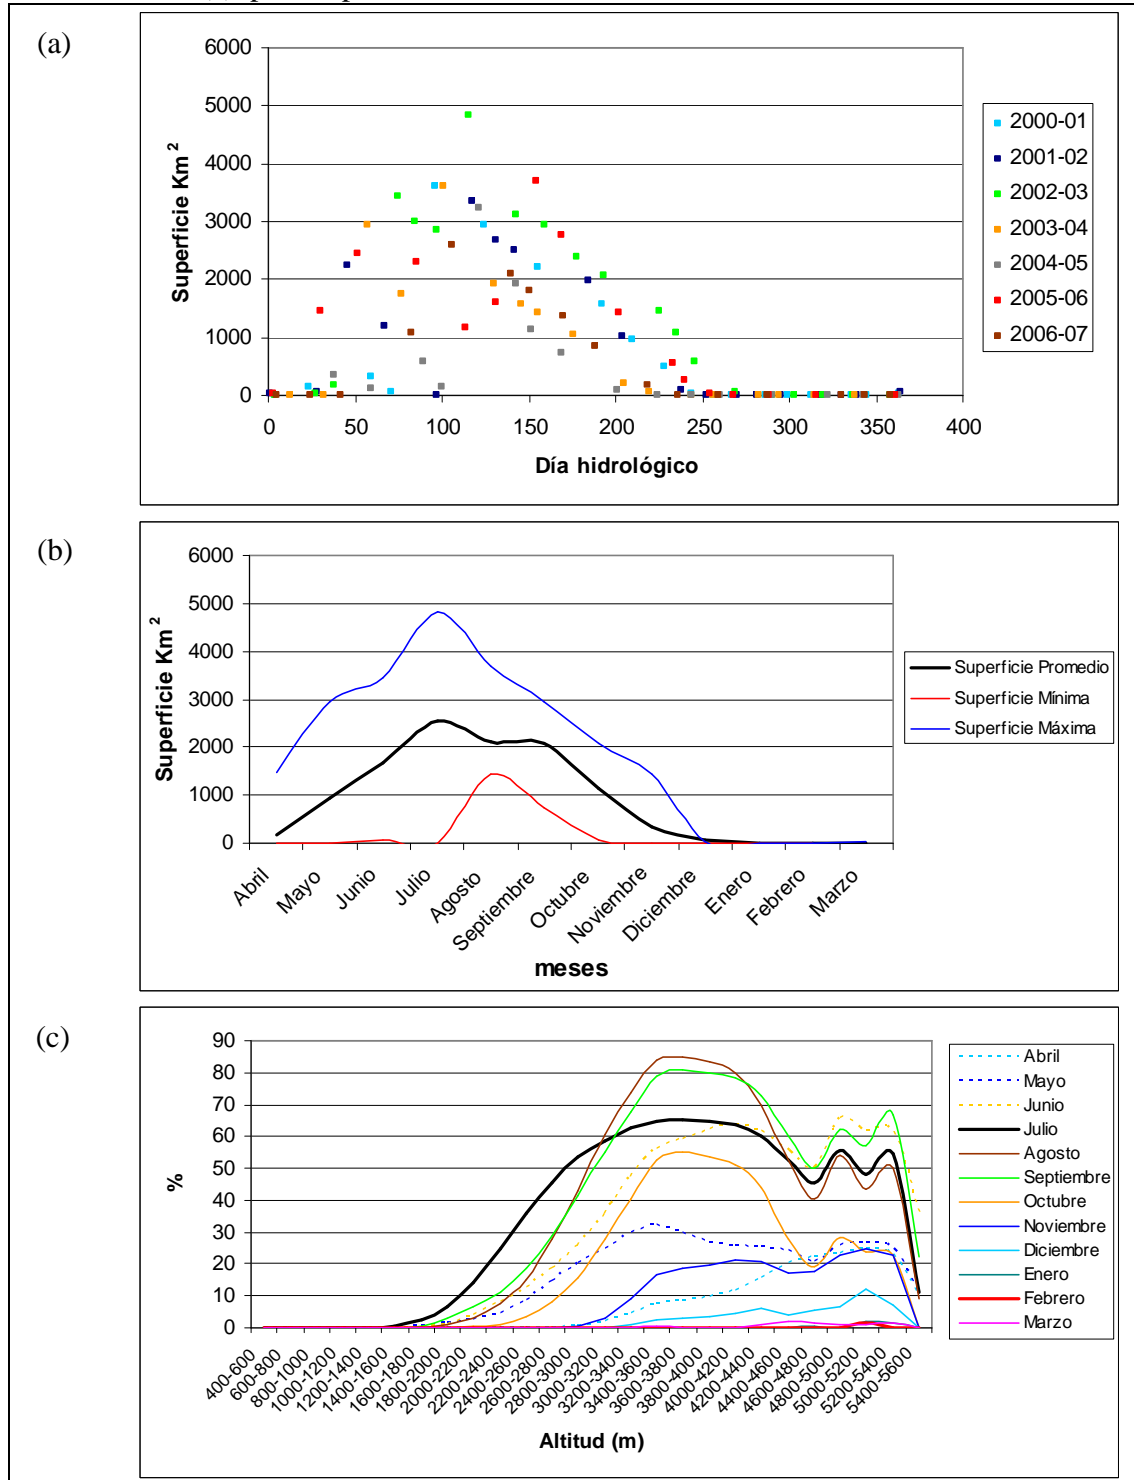 (a)
6000
5000
4000
3000
2000
1000
0
Superficie Km²
0 50 100 150 200 250 300 350 400
Día hidrológico
2000-01
2001-02
2002-03
2003-04
2004-05
2005-06
2006-07
(b)
6000
5000
4000
3000
2000
1000
0
Superficie Km²
Abril Mayo Junio Julio Agosto Septiembre Octubre Noviembre Diciembre Enero Febrero Marzo
meses
Superficie Promedio
Superficie Mínima
Superficie Máxima
(c)
90
80
70
60
50
40
30
20
10
0
%
400-600 600-800 800-1000 1000-1200 1200-1400 1400-1600 1600-1800 1800-2000 2000-2200 2200-2400 2400-2600 2600-2800 2800-3000 3000-3200 3200-3400 3400-3600 3600-3800 3800-4000 4000-4200 4200-4400 4400-4600 4600-4800 4800-5000 5000-5200 5200-5400 5400-5600
Altitud (m)
Abril
Mayo
Junio
Julio
Agosto
Septiembre
Octubre
Noviembre
Diciembre
Enero
Febrero
Marzo